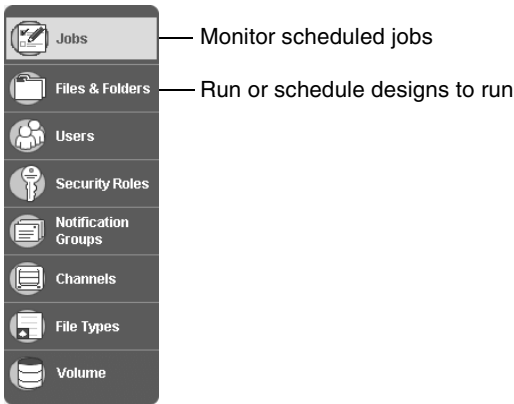 Jobs
Monitor scheduled jobs
Files & Folders
Run or schedule designs to run
Users
Security Roles
Notification
Groups
Channels
File Types
Volume